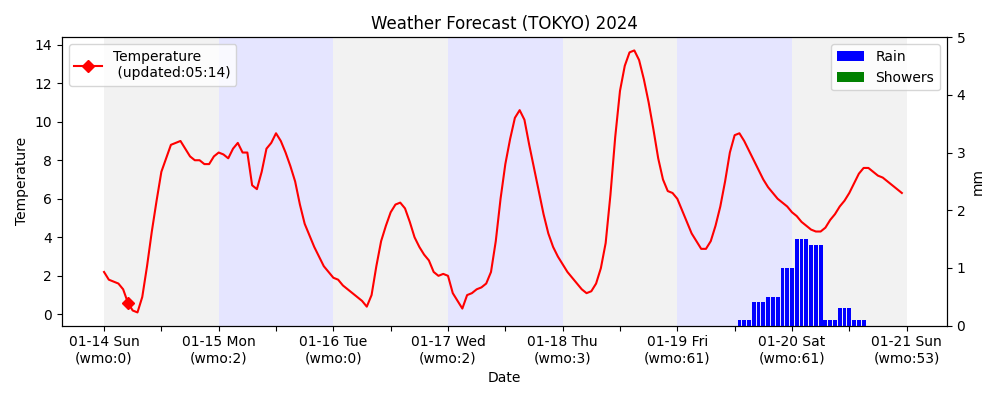 Weather Forecast (TOKYO) 2024
Temperature
(updated:05:14)
Rain
Showers
Temperature
14
12
10
8
6
4
2
0
5
4
3
2
1
0
mm
01-14 Sun
(wmo:0)
01-15 Mon
(wmo:2)
01-16 Tue
(wmo:0)
01-17 Wed
(wmo:2)
01-18 Thu
(wmo:3)
01-19 Fri
(wmo:61)
01-20 Sat
(wmo:61)
01-21 Sun
(wmo:53)
Date